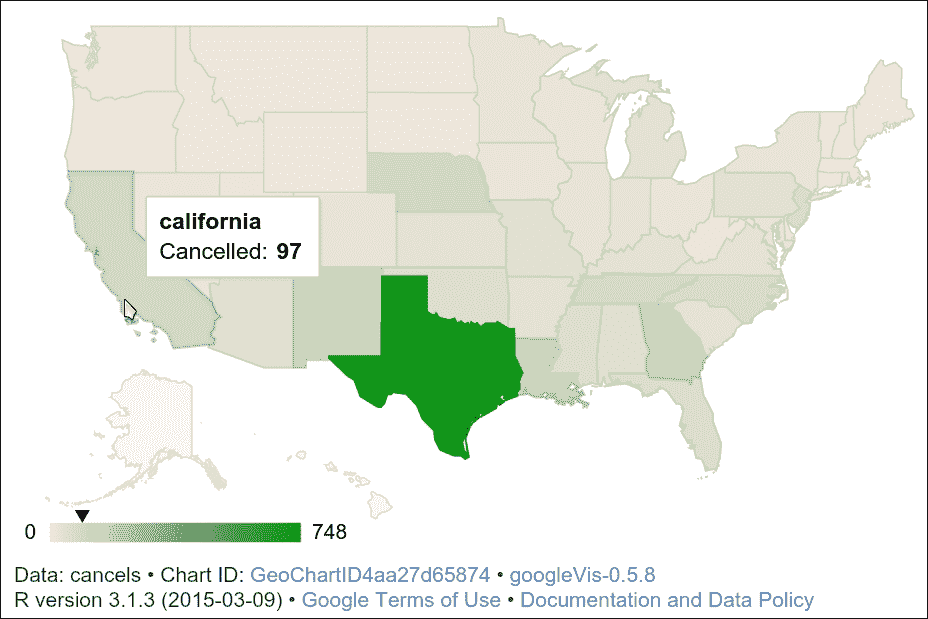 california
Cancelled: 97
0
748
Data: cancels • Chart ID: GeoChartID4aa27d65874 • googleVis-0.5.8
R version 3.1.3 (2015-03-09) • Google Terms of Use • Documentation and Data Policy